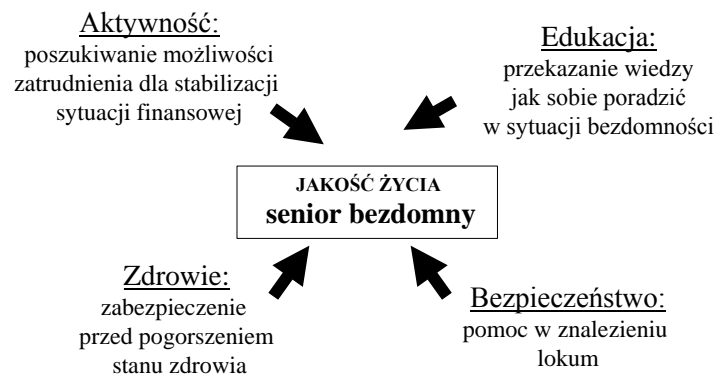 Aktywność:
poszukiwanie możliwości
zatrudnienia dla stabilizacji
sytuacji finansowej
Edukacja:
przekazanie wiedzy
jak sobie poradzić
w sytuacji bezdomności
JAKOŚĆ ŻYCIA
senior bezdomny
Zdrowie:
zabezpieczenie
przed pogorszeniem
stanu zdrowia
Bezpieczeństwo:
pomoc w znalezieniu
lokum